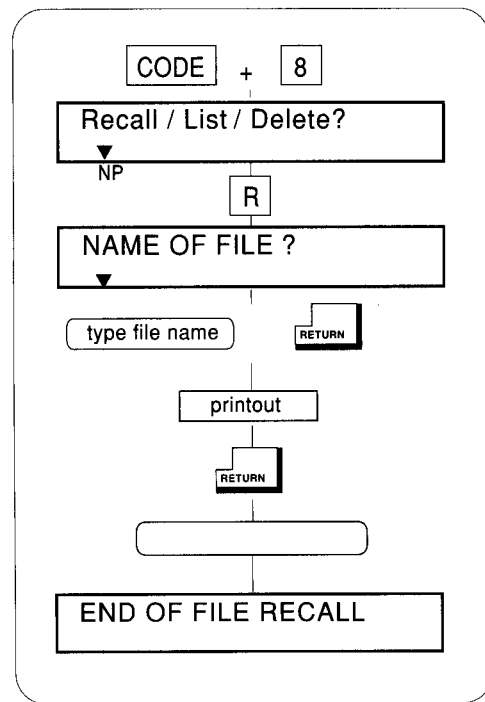 CODE + 8
Recall / List / Delete?
NP
R
NAME OF FILE ?
type file name RETURN
printout
RETURN
END OF FILE RECALL